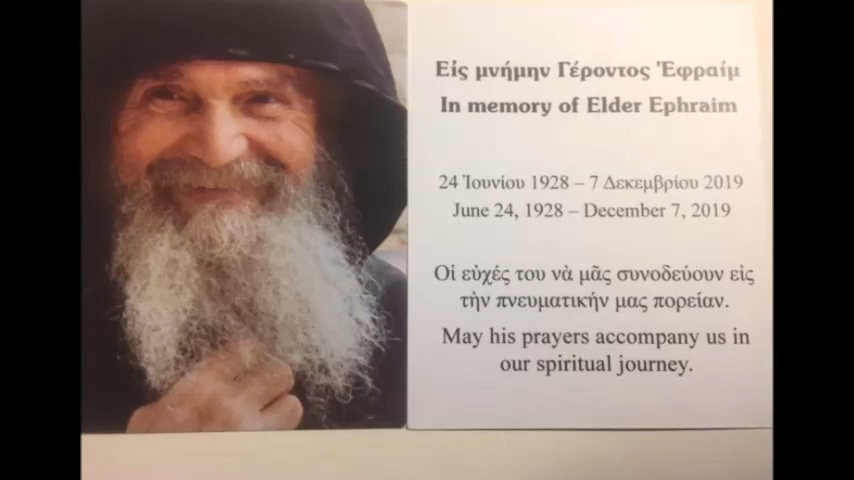 Εἰς μνήμην Γέροντος Ἐφραίμ
In memory of Elder Ephraim
24 Ἰουνίου 1928 – 7 Δεκεμβρίου 2019
June 24, 1928 – December 7, 2019
Οἱ εὐχές του νὰ μᾶς συνοδεύουν εἰς
τὴν πνευματικήν μας πορείαν.
May his prayers accompany us in
our spiritual journey.